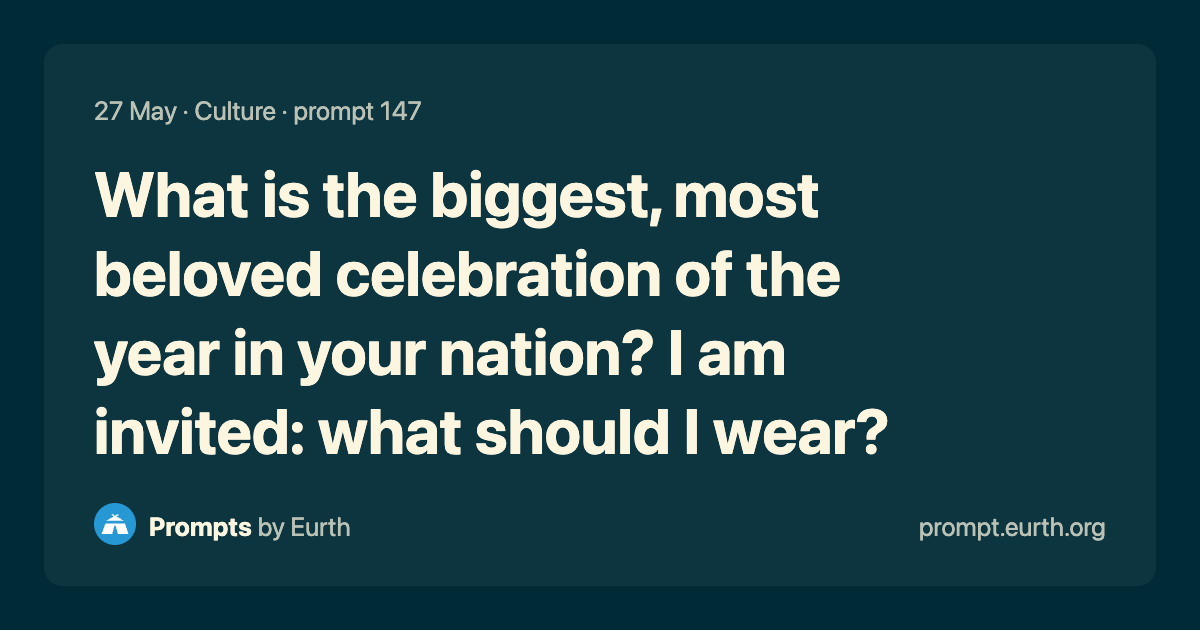 27 May · Culture · prompt 147
What is the biggest, most
beloved celebration of the
year in your nation? I am
invited: what should I wear?
Prompts by Eurth
prompt.eurth.org